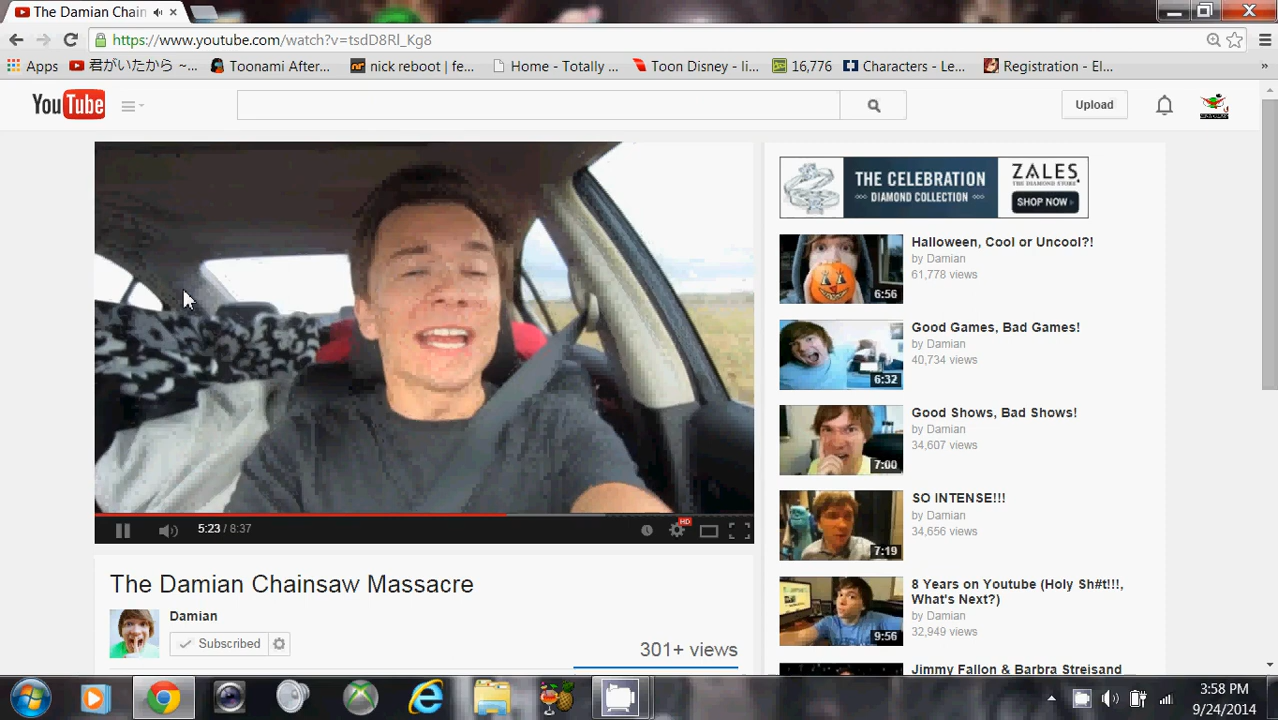 The Damian Chain
https://www.youtube.com/watch?v=tsdD8Rl_Kg8
Apps 君がいたから ~... Toonami After... nick reboot | fe... Home - Totally ... Toon Disney - li... 16,776 Characters - Le... Registration - El... »
YouTube
Upload
THE CELEBRATION
DIAMOND COLLECTION
ZALES
THE DIAMOND STORE
SHOP NOW
Halloween, Cool or Uncool?!
by Damian
61,778 views
6:56
Good Games, Bad Games!
by Damian
40,734 views
6:32
Good Shows, Bad Shows!
by Damian
34,607 views
7:00
SO INTENSE!!!
by Damian
34,656 views
7:19
8 Years on Youtube (Holy Sh#t!!!,
What's Next?)
by Damian
32,949 views
9:56
Jimmy Fallon & Barbra Streisand
5:23 / 8:37
HD
The Damian Chainsaw Massacre
Damian
Subscribed
301+ views
3:58 PM
9/24/2014